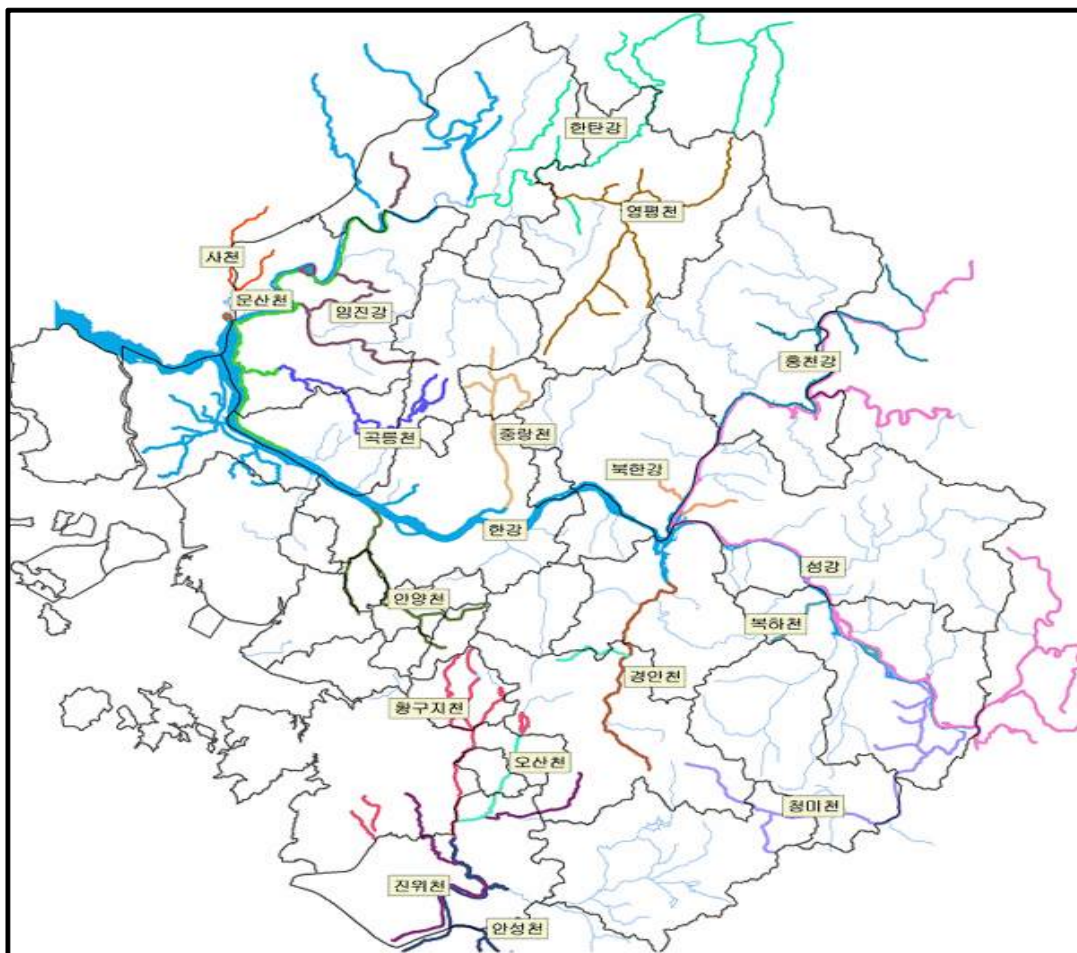 한탄강
영평천
사천
문산천
임진강
홍천강
곡릉천
중랑천
북한강
한강
섬강
안양천
복하천
경안천
황구지천
오산천
청미천
진위천
안성천